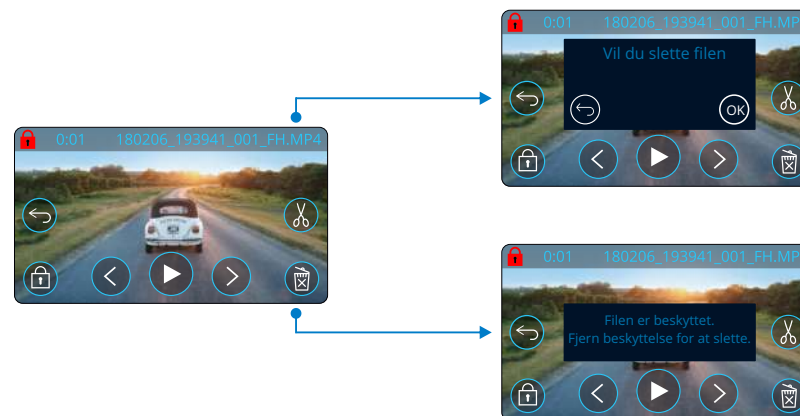 0:01 180206_193941_001_FH.MP4
0:01 180206_193941_001_FH.MP
Vil du slette filen
OK
0:01 180206_193941_001_FH.MP
Filen er beskyttet.
Fjern beskyttelse for at slette.